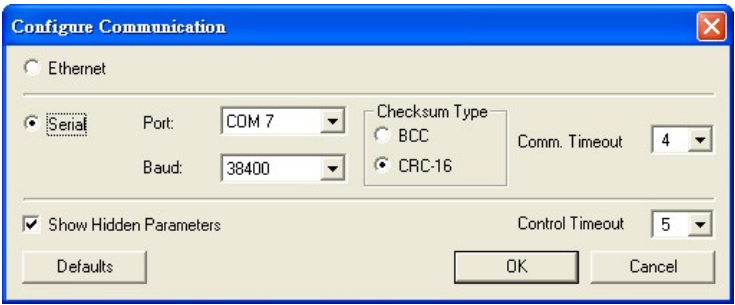 Configure Communication
Ethernet
Serial
Port:
COM 7
Baud:
38400
Checksum Type
BCC
CRC-16
Comm. Timeout
4
Show Hidden Parameters
Control Timeout
5
Defaults
OK
Cancel